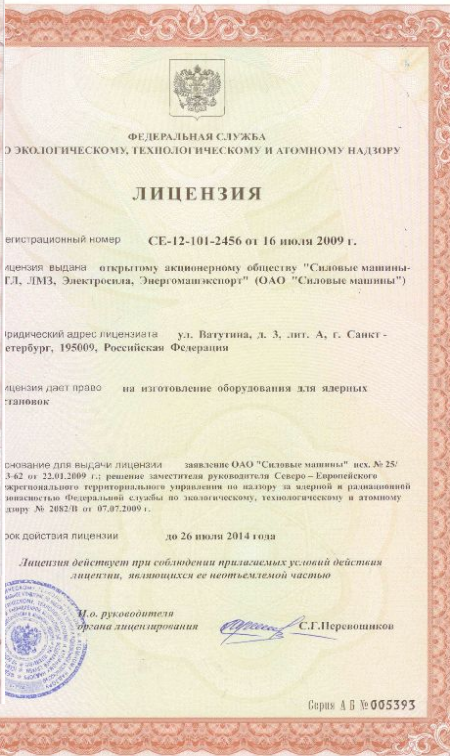 ФЕДЕРАЛЬНАЯ СЛУЖБА
О ЭКОЛОГИЧЕСКОМУ, ТЕХНОЛОГИЧЕСКОМУ И АТОМНОМУ НАДЗОРУ
ЛИЦЕНЗИЯ
егистрационный номер СЕ-12-101-2456 от 16 июля 2009 г.
ицензия выдана открытому акционерному обществу "Силовые машины-
ТЛ, ЛМЗ, Электросила, Энергомашэкспорт" (ОАО "Силовые машины")
ридический адрес лицензиата ул. Ватутина, д. 3, лит. А, г. Санкт -
етербург, 195009, Российская Федерация
ицензия дает право на изготовление оборудования для ядерных
становок
снование для выдачи лицензии заявление ОАО "Силовые машины" исх. № 25/
3-62 от 22.01.2009 г.; решение заместителя руководителя Северо - Европейского
ежрегионального территориального управления по надзору за ядерной и радиационной
езопасностью Федеральной службы по экологическому, технологическому и атомному
дзору № 2082/В от 07.07.2009 г.
рок действия лицензии до 26 июля 2014 года
Лицензия действует при соблюдении прилагаемых условий действия
лицензии, являющихся ее неотъемлемой частью
И.о. руководителя
органа лицензирования С.Г.Перевощиков
Серия А Б № 005393